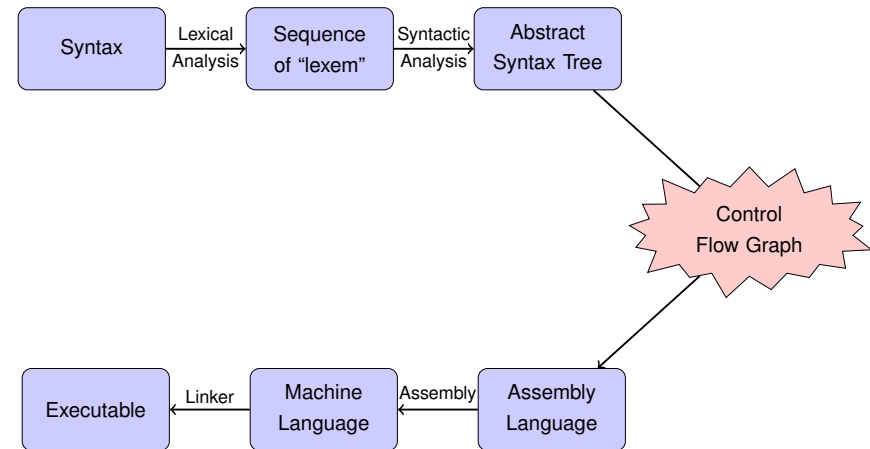 Syntax
Lexical
Analysis
Sequence
of “lexem”
Syntactic
Analysis
Abstract
Syntax Tree
Control
Flow Graph
Executable
Linker
Machine
Language
Assembly
Assembly
Language